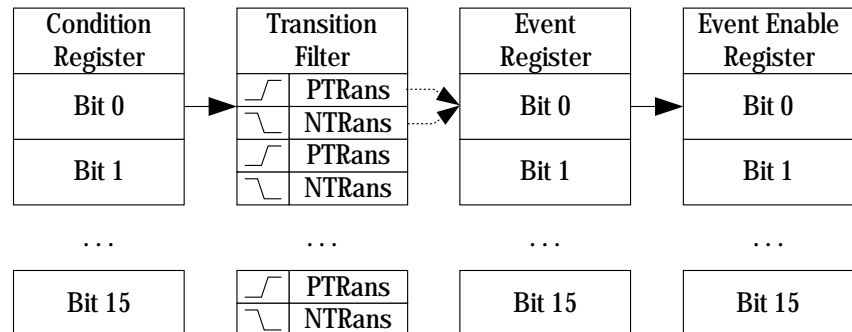 Condition
Register
Transition
Filter
Event
Register
Event Enable
Register
Bit 0
PTRans
NTRans
Bit 0
Bit 0
Bit 1
PTRans
NTRans
Bit 1
Bit 1
. . .
. . .
. . .
. . .
Bit 15
PTRans
NTRans
Bit 15
Bit 15